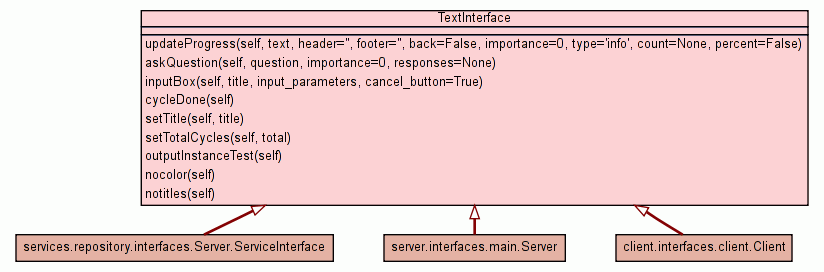 TextInterface
updateProgress(self, text, header='', footer='', back=False, importance=0, type='info', count=None, percent=False)
askQuestion(self, question, importance=0, responses=None)
inputBox(self, title, input_parameters, cancel_button=True)
cycleDone(self)
setTitle(self, title)
setTotalCycles(self, total)
outputInstanceTest(self)
nocolor(self)
notitles(self)
services.repository.interfaces.Server.ServiceInterface
server.interfaces.main.Server
client.interfaces.client.Client